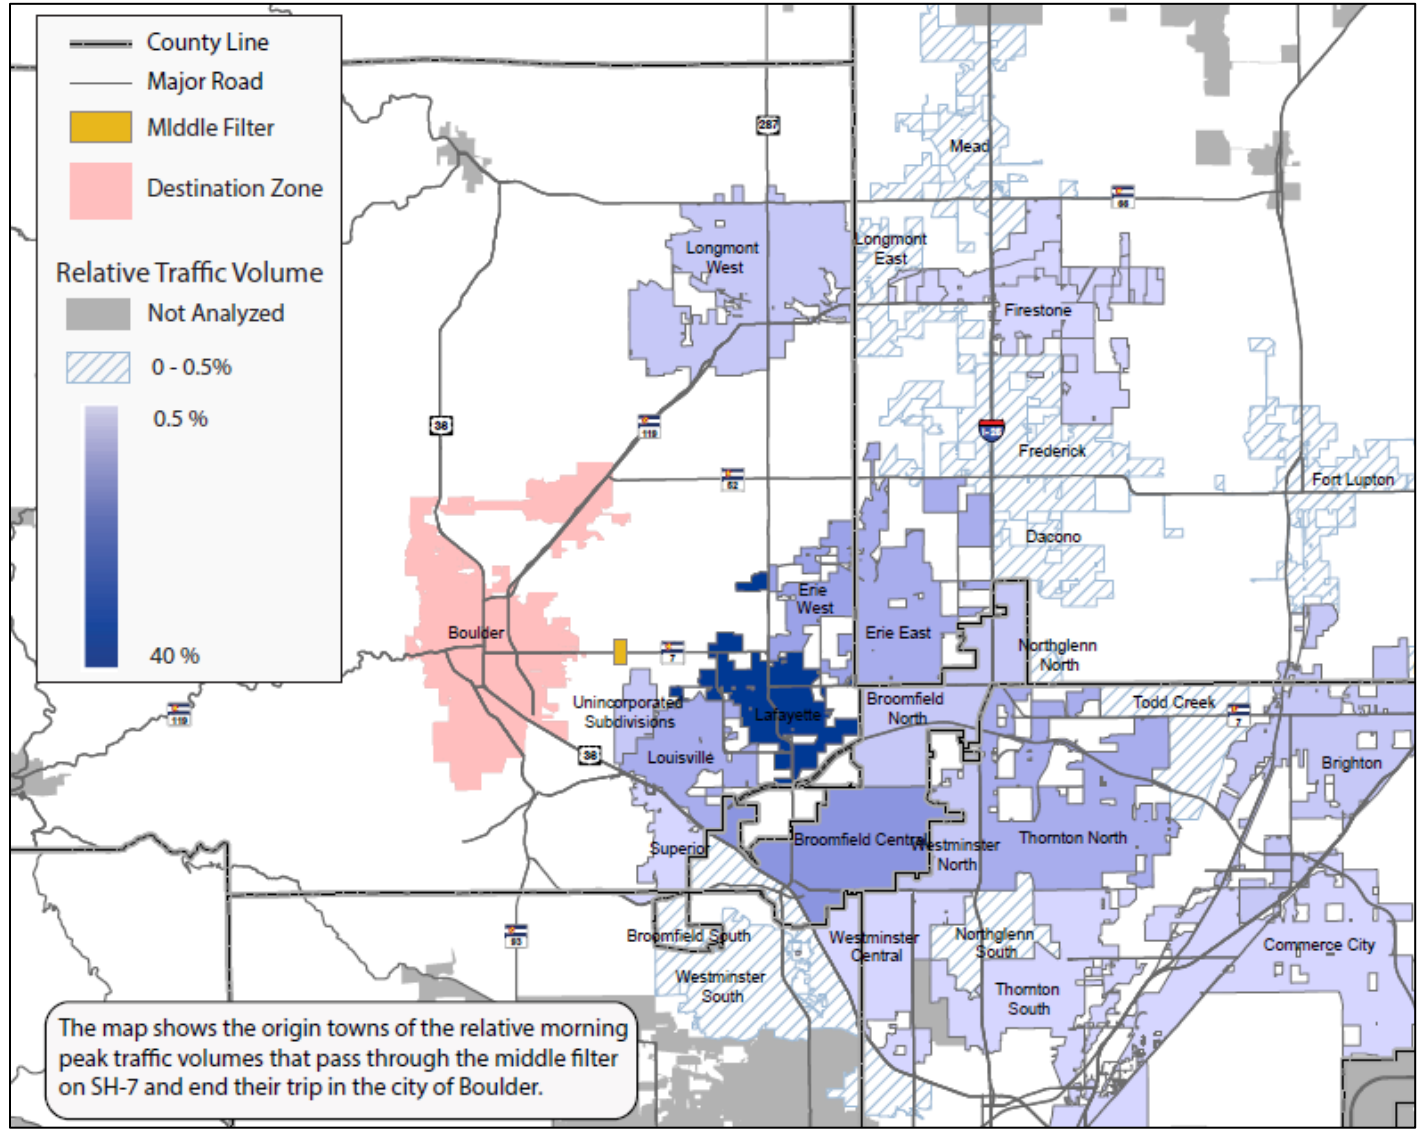 County Line
Major Road
MIddle Filter
Destination Zone
Relative Traffic Volume
Not Analyzed
0 - 0.5%
0.5 %
40 %
287
Mead
66
Longmont
West
Longmont
East
Firestone
36
119
I-25
Frederick
52
Fort Lupton
Dacono
Erie
West
Boulder
Erie East
7
Northglenn
North
Unincorporated
Subdivisions
Lafayette
Broomfield
North
Todd Creek
7
119
36
Louisville
Brighton
Superior
Broomfield Central
Westminster
North
Thornton North
93
Broomfield South
Westminster
Central
Northglenn
South
Commerce City
Westminster
South
Thornton
South
The map shows the origin towns of the relative morning
peak traffic volumes that pass through the middle filter
on SH-7 and end their trip in the city of Boulder.